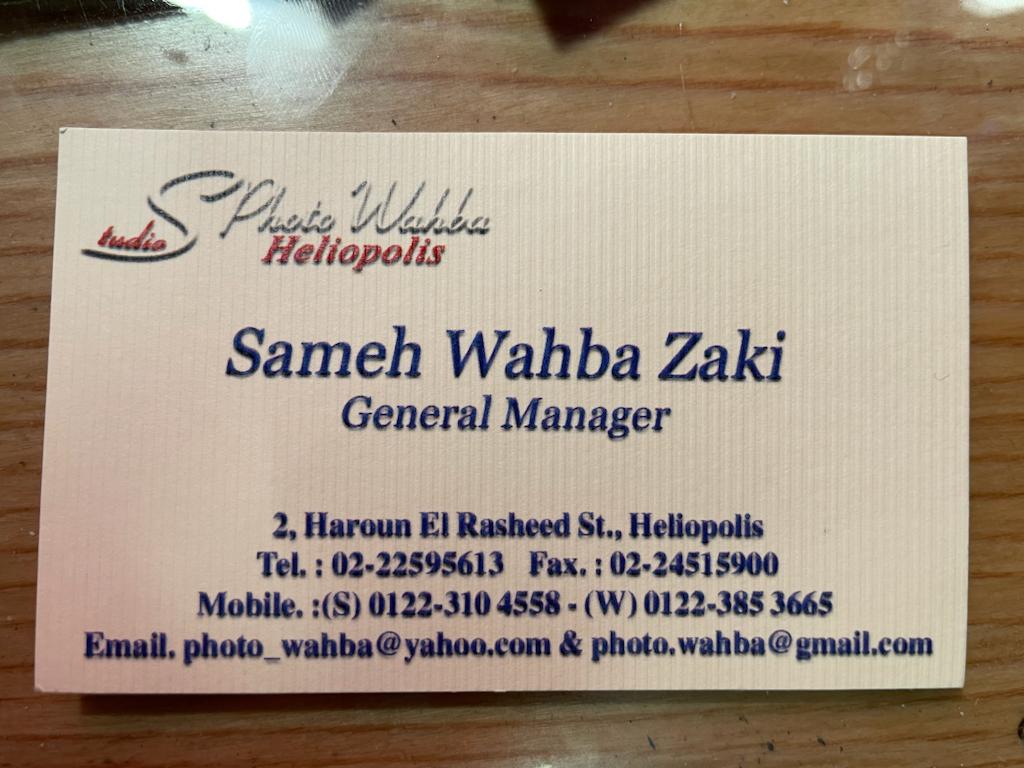 Studio Photo Wahba
Heliopolis
Sameh Wahba Zaki
General Manager
2, Haroun El Rasheed St., Heliopolis
Tel. : 02-22595613 Fax. : 02-24515900
Mobile. :(S) 0122-310 4558 - (W) 0122-385 3665
Email. photo_wahba@yahoo.com & photo.wahba@gmail.com